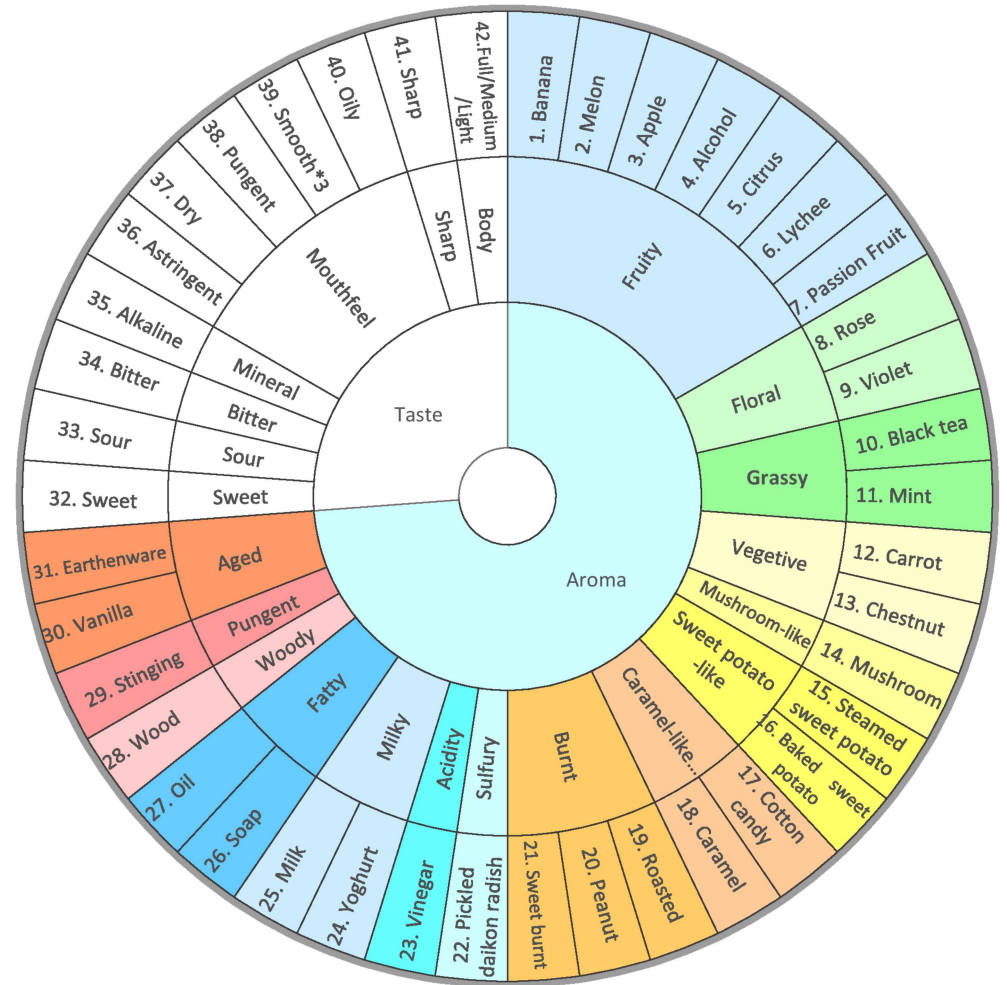 Taste
Aroma
Fruity
Floral
Grassy
Vegetive
Mushroom-like
Sweet potato
-like
Caramel-like...
Burnt
Sulfury
Acidity
Milky
Fatty
Woody
Pungent
Aged
Sweet
Sour
Bitter
Mineral
Mouthfeel
Sharp
Body
1. Banana
2. Melon
3. Apple
4. Alcohol
5. Citrus
6. Lychee
7. Passion Fruit
8. Rose
9. Violet
10. Black tea
11. Mint
12. Carrot
13. Chestnut
14. Mushroom
15. Steamed
sweet potato
16. Baked sweet
potato
17. Cotton
candy
18. Caramel
19. Roasted
20. Peanut
21. Sweet burnt
22. Pickled
daikon radish
23. Vinegar
24. Yoghurt
25. Milk
26. Soap
27. Oil
28. Wood
29. Stinging
30. Vanilla
31. Earthenware
32. Sweet
33. Sour
34. Bitter
35. Alkaline
36. Astringent
37. Dry
38. Pungent
39. Smooth*3
40. Oily
41. Sharp
42.Full/Medium
/Light